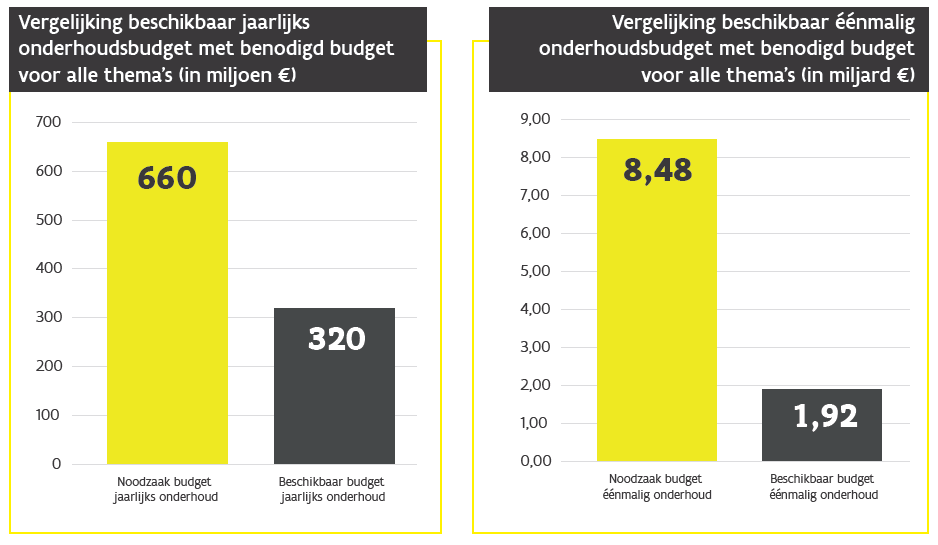 Vergelijking beschikbaar jaarlijks
onderhoudsbudget met benodigd budget
voor alle thema's (in miljoen €)
700
600
500
400
300
200
100
0
660
320
Noodzaak budget
jaarlijks onderhoud
Beschikbaar budget
jaarlijks onderhoud
Vergelijking beschikbaar éénmalig
onderhoudsbudget met benodigd budget
voor alle thema's (in miljard €)
9,00
8,00
7,00
6,00
5,00
4,00
3,00
2,00
1,00
0,00
8,48
1,92
Noodzaak budget
éénmalig onderhoud
Beschikbaar budget
éénmalig onderhoud